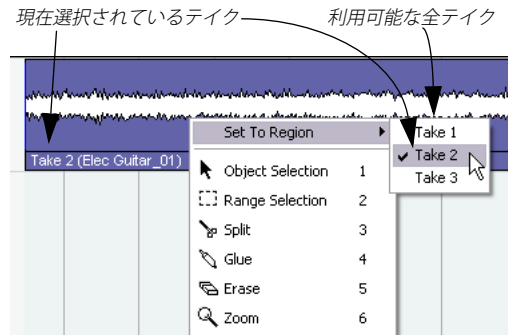 現在選択されているテイク
利用可能な全テイク
Set To Region
Take 1
Take 2
Take 3
Take 2 (Elec Guitar_01)
Object Selection 1
Range Selection 2
Split 3
Glue 4
Erase 5
Zoom 6